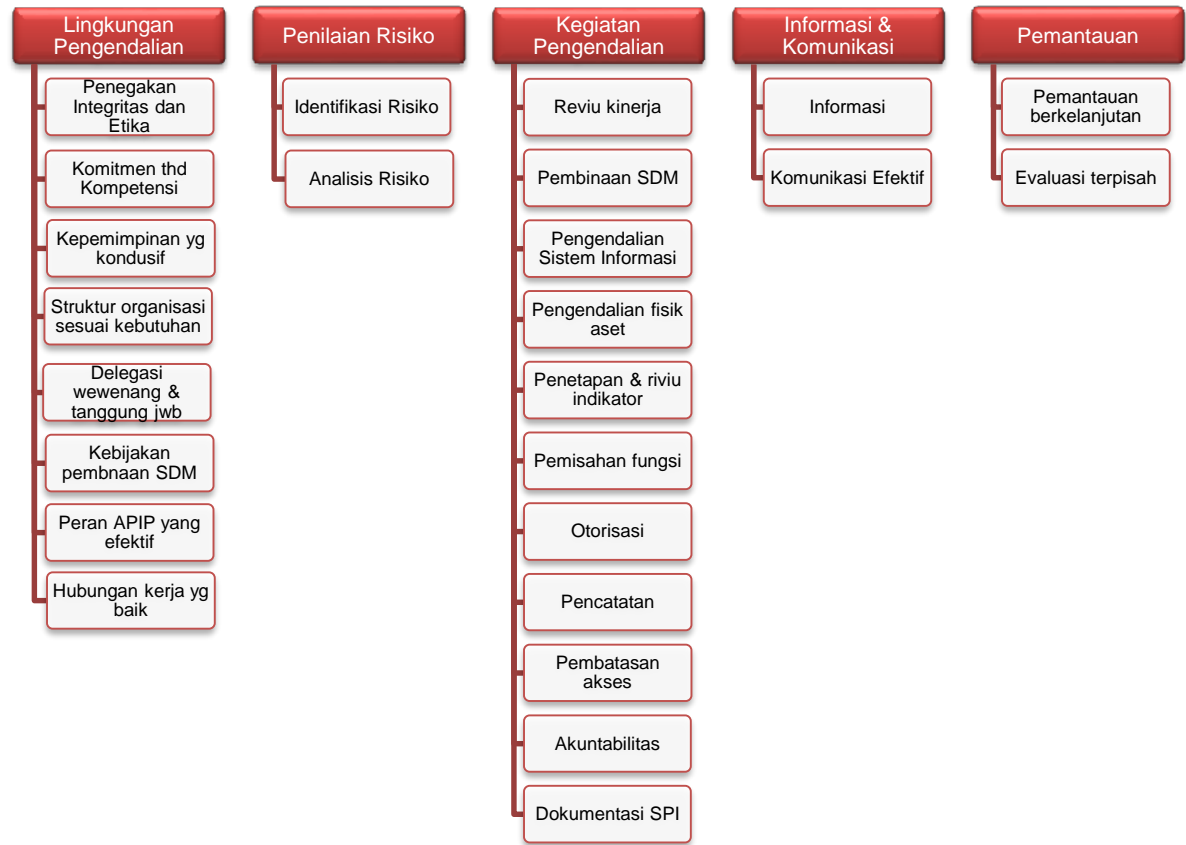 Lingkungan
Pengendalian
Penegakan
Integritas dan
Etika
Komitmen thd
Kompetensi
Kepemimpinan yg
kondusif
Struktur organisasi
sesuai kebutuhan
Delegasi
wewenang &
tanggung jwb
Kebijakan
pembnaan SDM
Peran APIP yang
efektif
Hubungan kerja yg
baik
Penilaian Risiko
Identifikasi Risiko
Analisis Risiko
Kegiatan
Pengendalian
Reviu kinerja
Pembinaan SDM
Pengendalian
Sistem Informasi
Pengendalian fisik
aset
Penetapan & riviu
indikator
Pemisahan fungsi
Otorisasi
Pencatatan
Pembatasan
akses
Akuntabilitas
Dokumentasi SPI
Informasi &
Komunikasi
Informasi
Komunikasi Efektif
Pemantauan
Pemantauan
berkelanjutan
Evaluasi terpisah